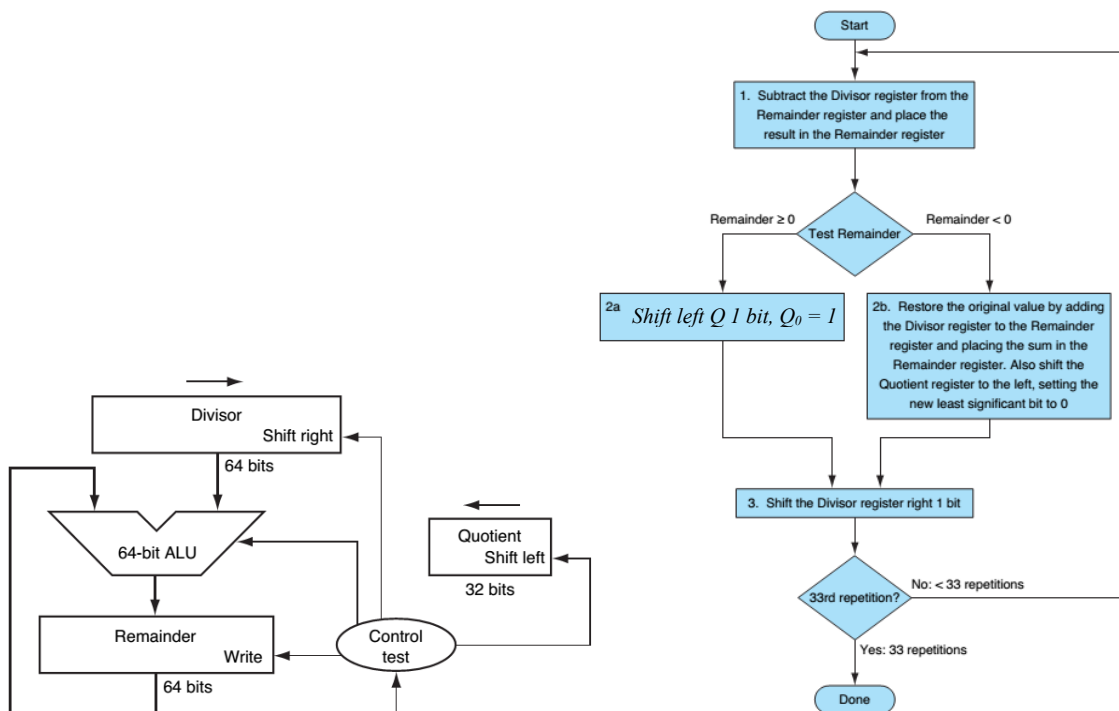 Divisor
Shift right
64 bits
64-bit ALU
Quotient
Shift left
32 bits
Remainder
Write
64 bits
Control
test
Start
1. Subtract the Divisor register from the
Remainder register and place the
result in the Remainder register
Remainder ≥ 0
Remainder < 0
Test Remainder
2a Shift left Q 1 bit, Q₀ = 1
2b. Restore the original value by adding
the Divisor register to the Remainder
register and placing the sum in the
Remainder register. Also shift the
Quotient register to the left, setting the
new least significant bit to 0
3. Shift the Divisor register right 1 bit
33rd repetition?
No: < 33 repetitions
Yes: 33 repetitions
Done